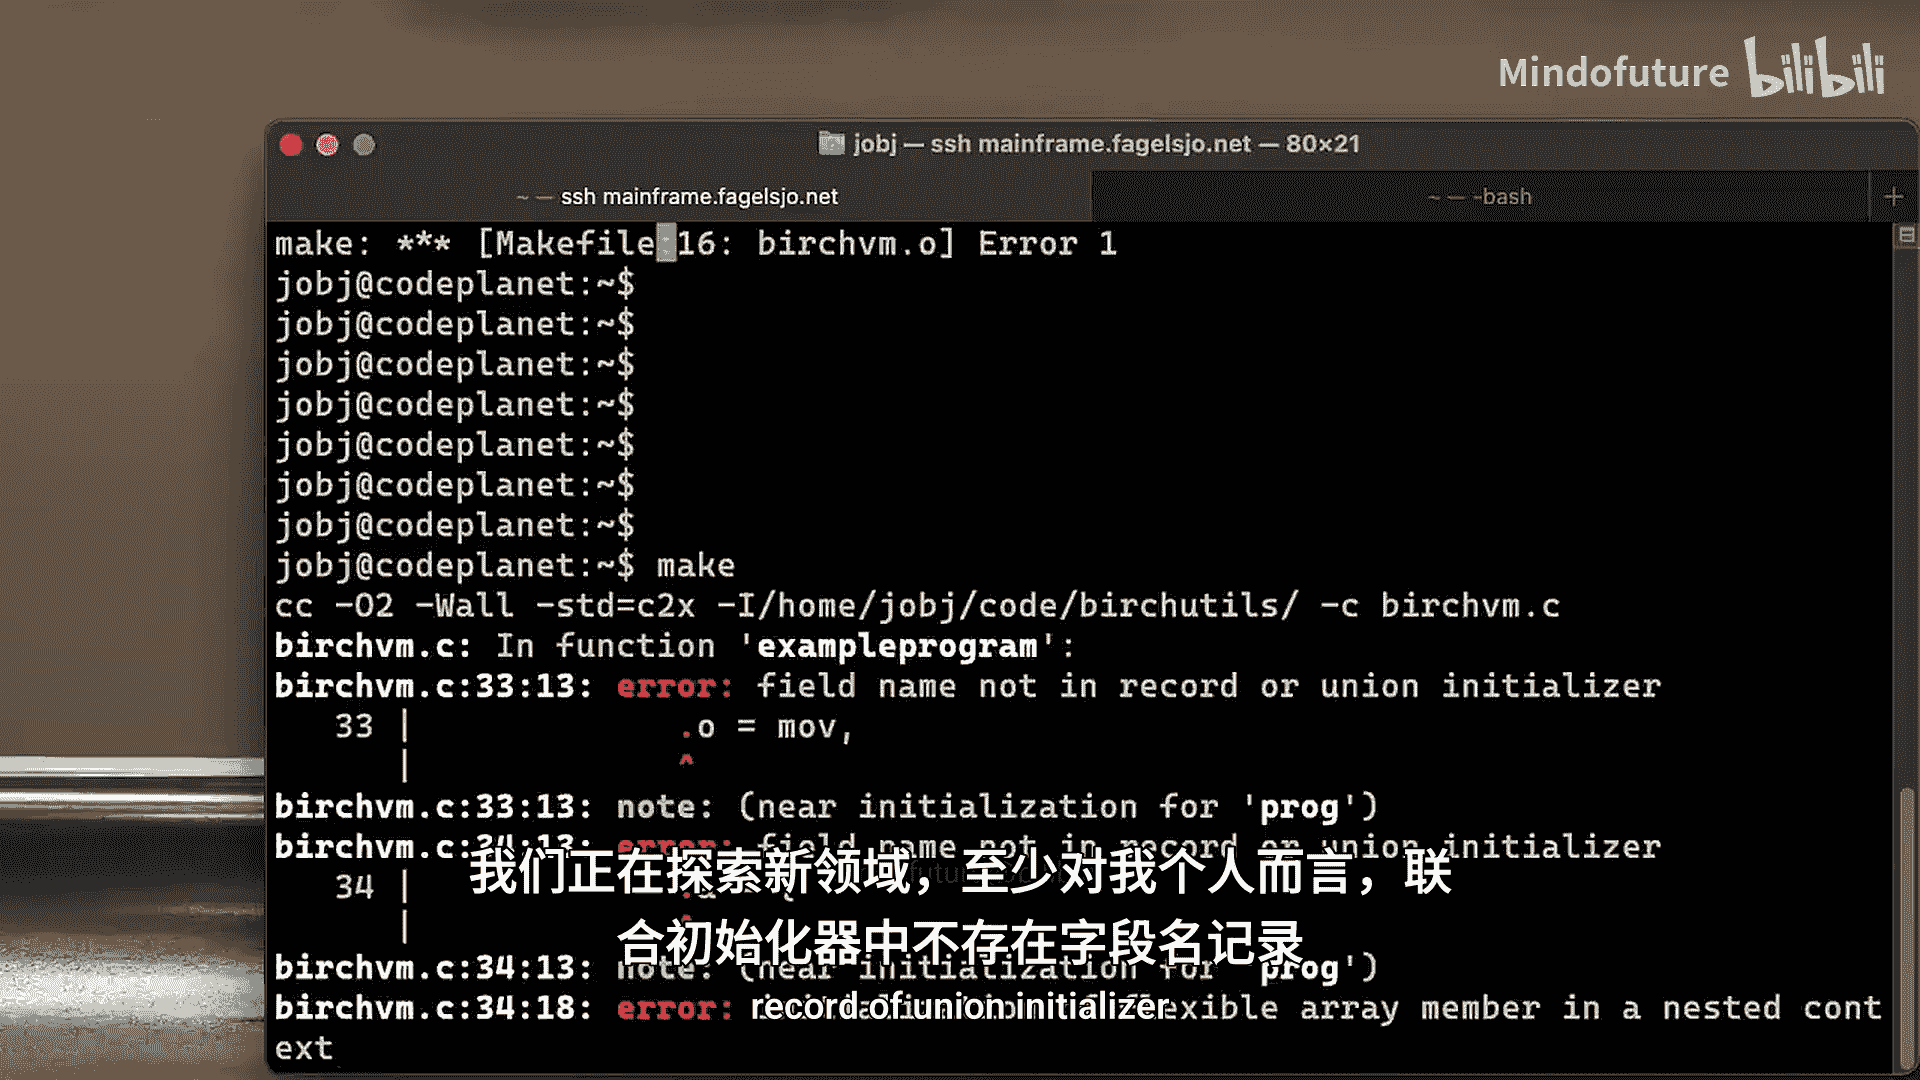 Mindofuture bilibili
jobj — ssh mainframe.fagelsjo.net — 80×21
~ — ssh mainframe.fagelsjo.net
~ — -bash
make: *** [Makefile:16: birchvm.o] Error 1
jobj@codeplanet:~$
jobj@codeplanet:~$
jobj@codeplanet:~$
jobj@codeplanet:~$
jobj@codeplanet:~$
jobj@codeplanet:~$
jobj@codeplanet:~$
jobj@codeplanet:~$ make
cc -O2 -Wall -std=c2x -I/home/jobj/code/birchutils/ -c birchvm.c
birchvm.c: In function 'exampleprogram':
birchvm.c:33:13: error: field name not in record or union initializer
33 | .o = mov,
| ^
birchvm.c:33:13: note: (near initialization for 'prog')
birchvm.c:34:13: error: field name not in record or union initializer
我们正在探索新领域，至少对我个人而言，联
34 |
|
合初始化器中不存在字段名记录
birchvm.c:34:13: note: (near initialization for 'prog')
birchvm.c:34:18: error: flexible array member in a nested cont
record of union initializer
ext